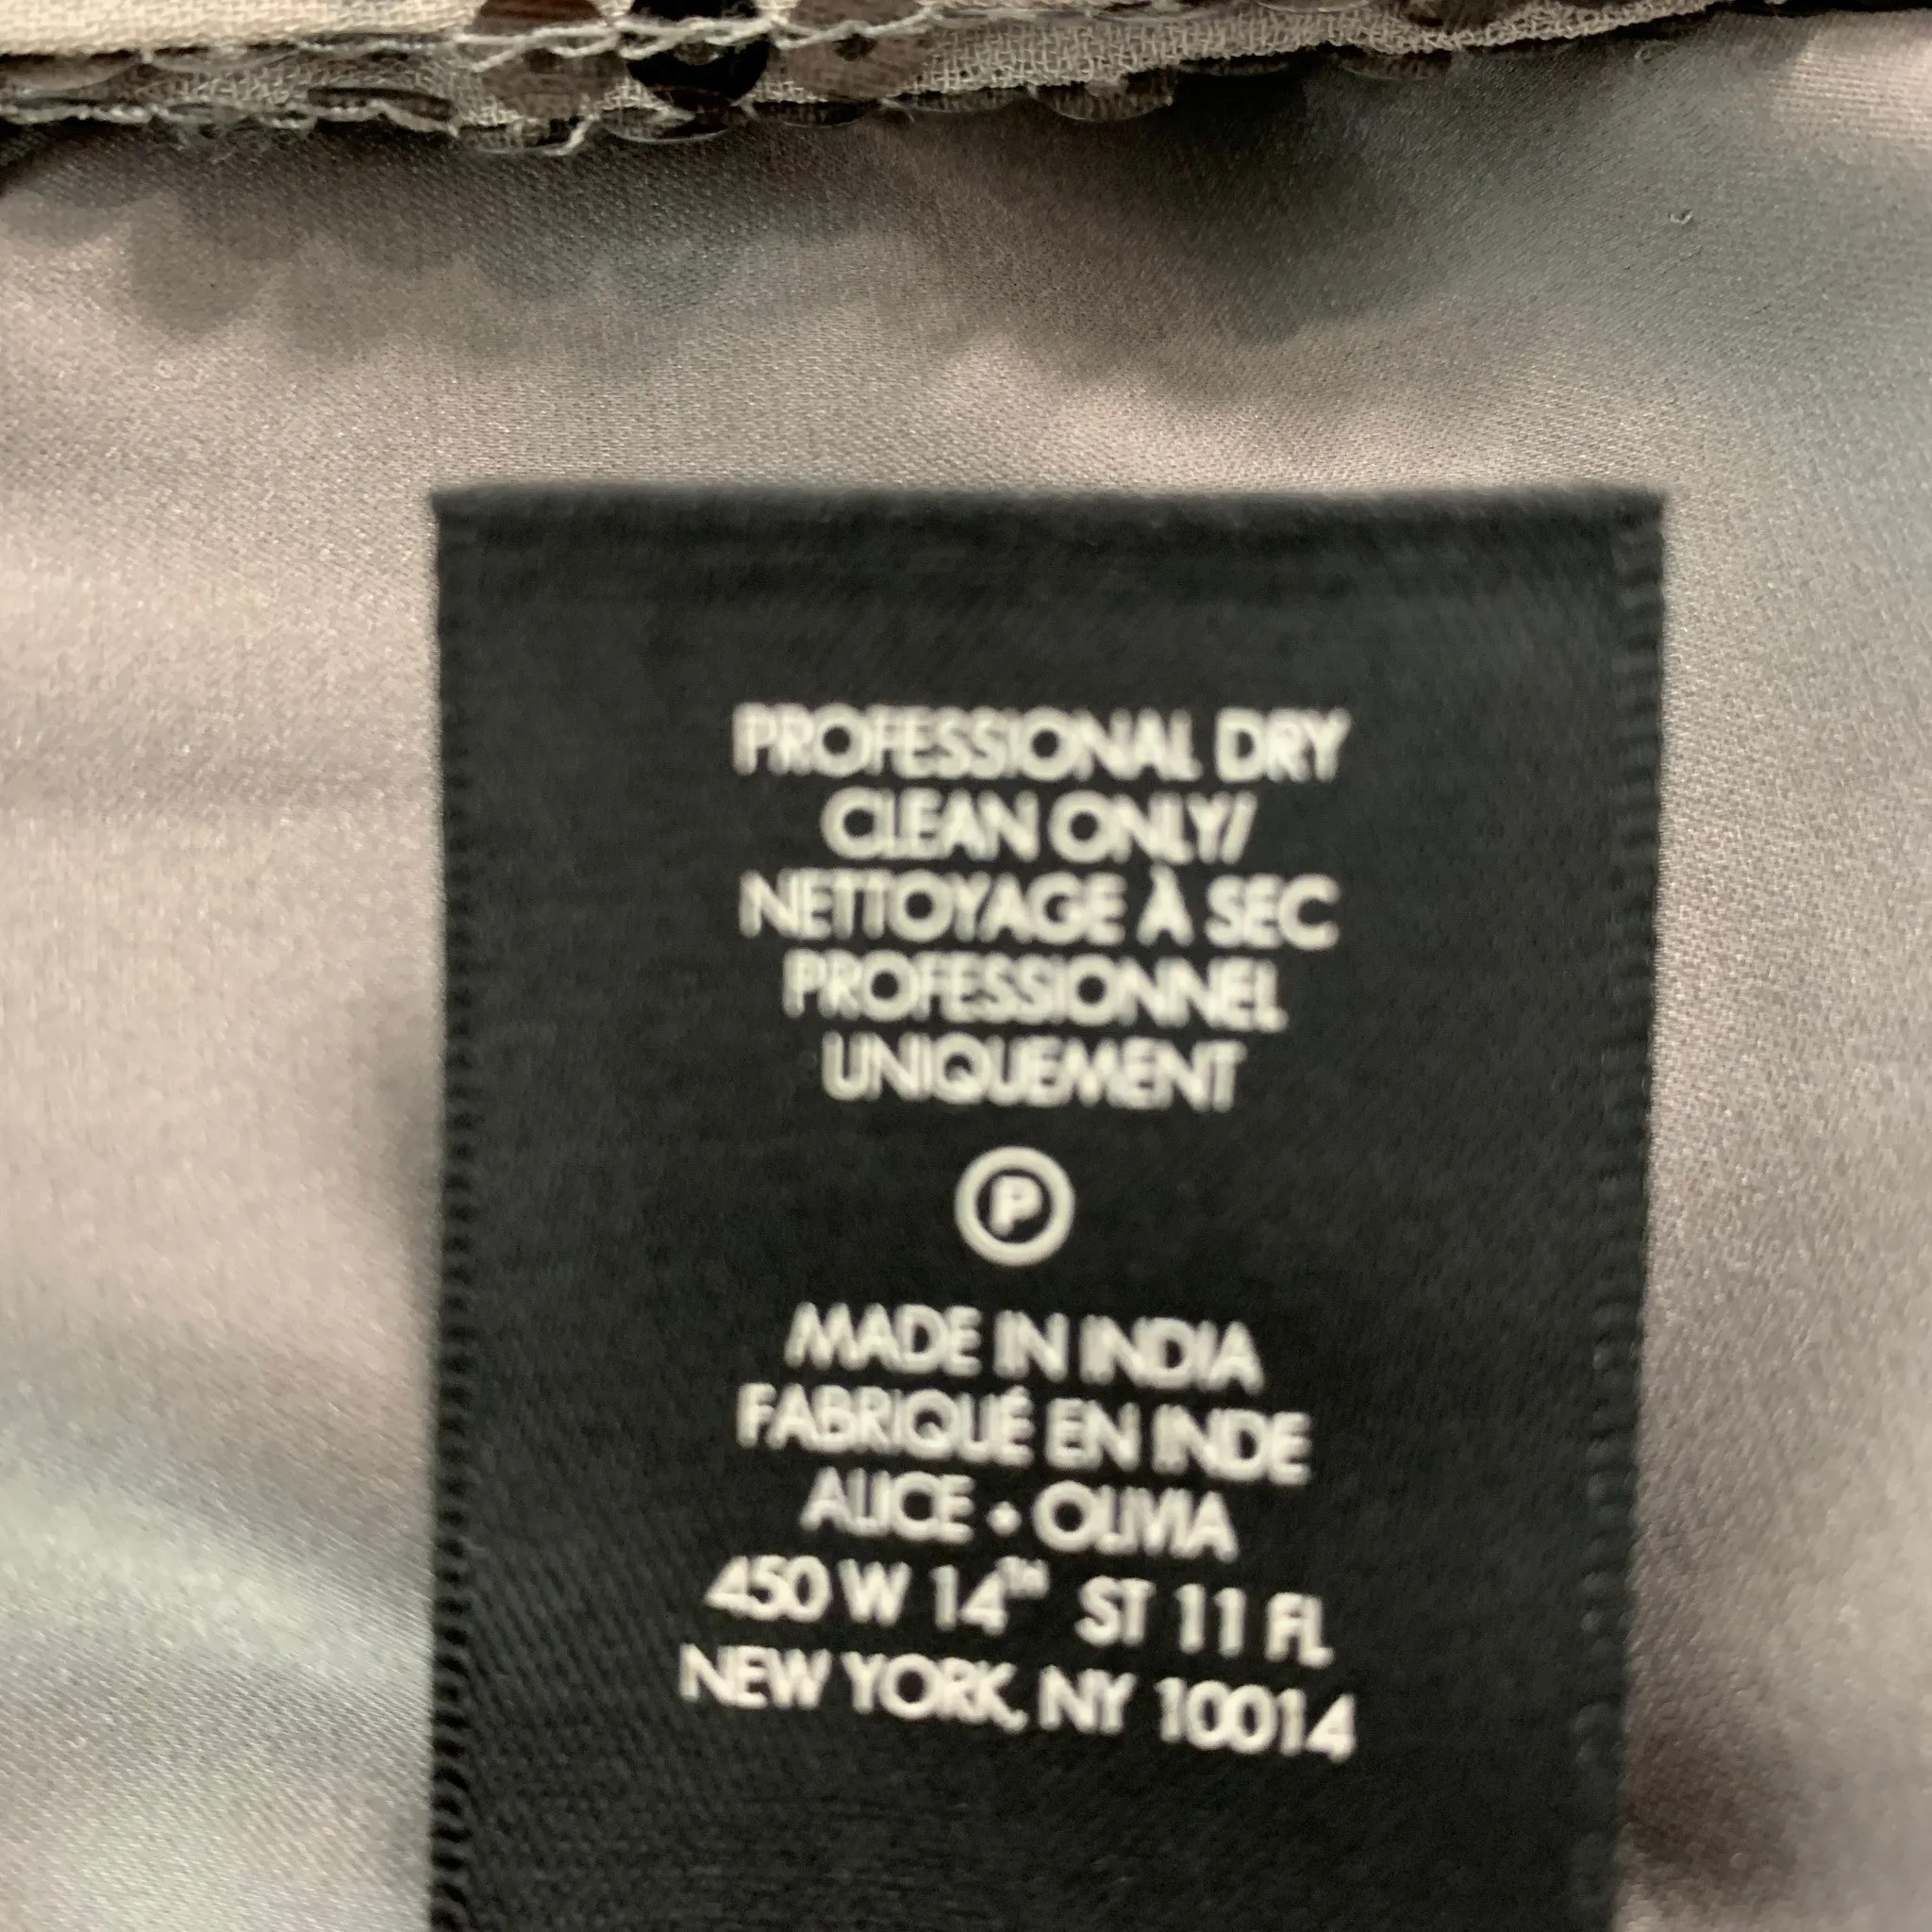 PROFESSIONAL DRY
CLEAN ONLY/
NETTOYAGE À SEC
PROFESSIONNEL
UNIQUEMENT
P
MADE IN INDIA
FABRIQUÉ EN INDE
ALICE • OLIVIA
450 W 14TH ST 11 FL
NEW YORK, NY 10014